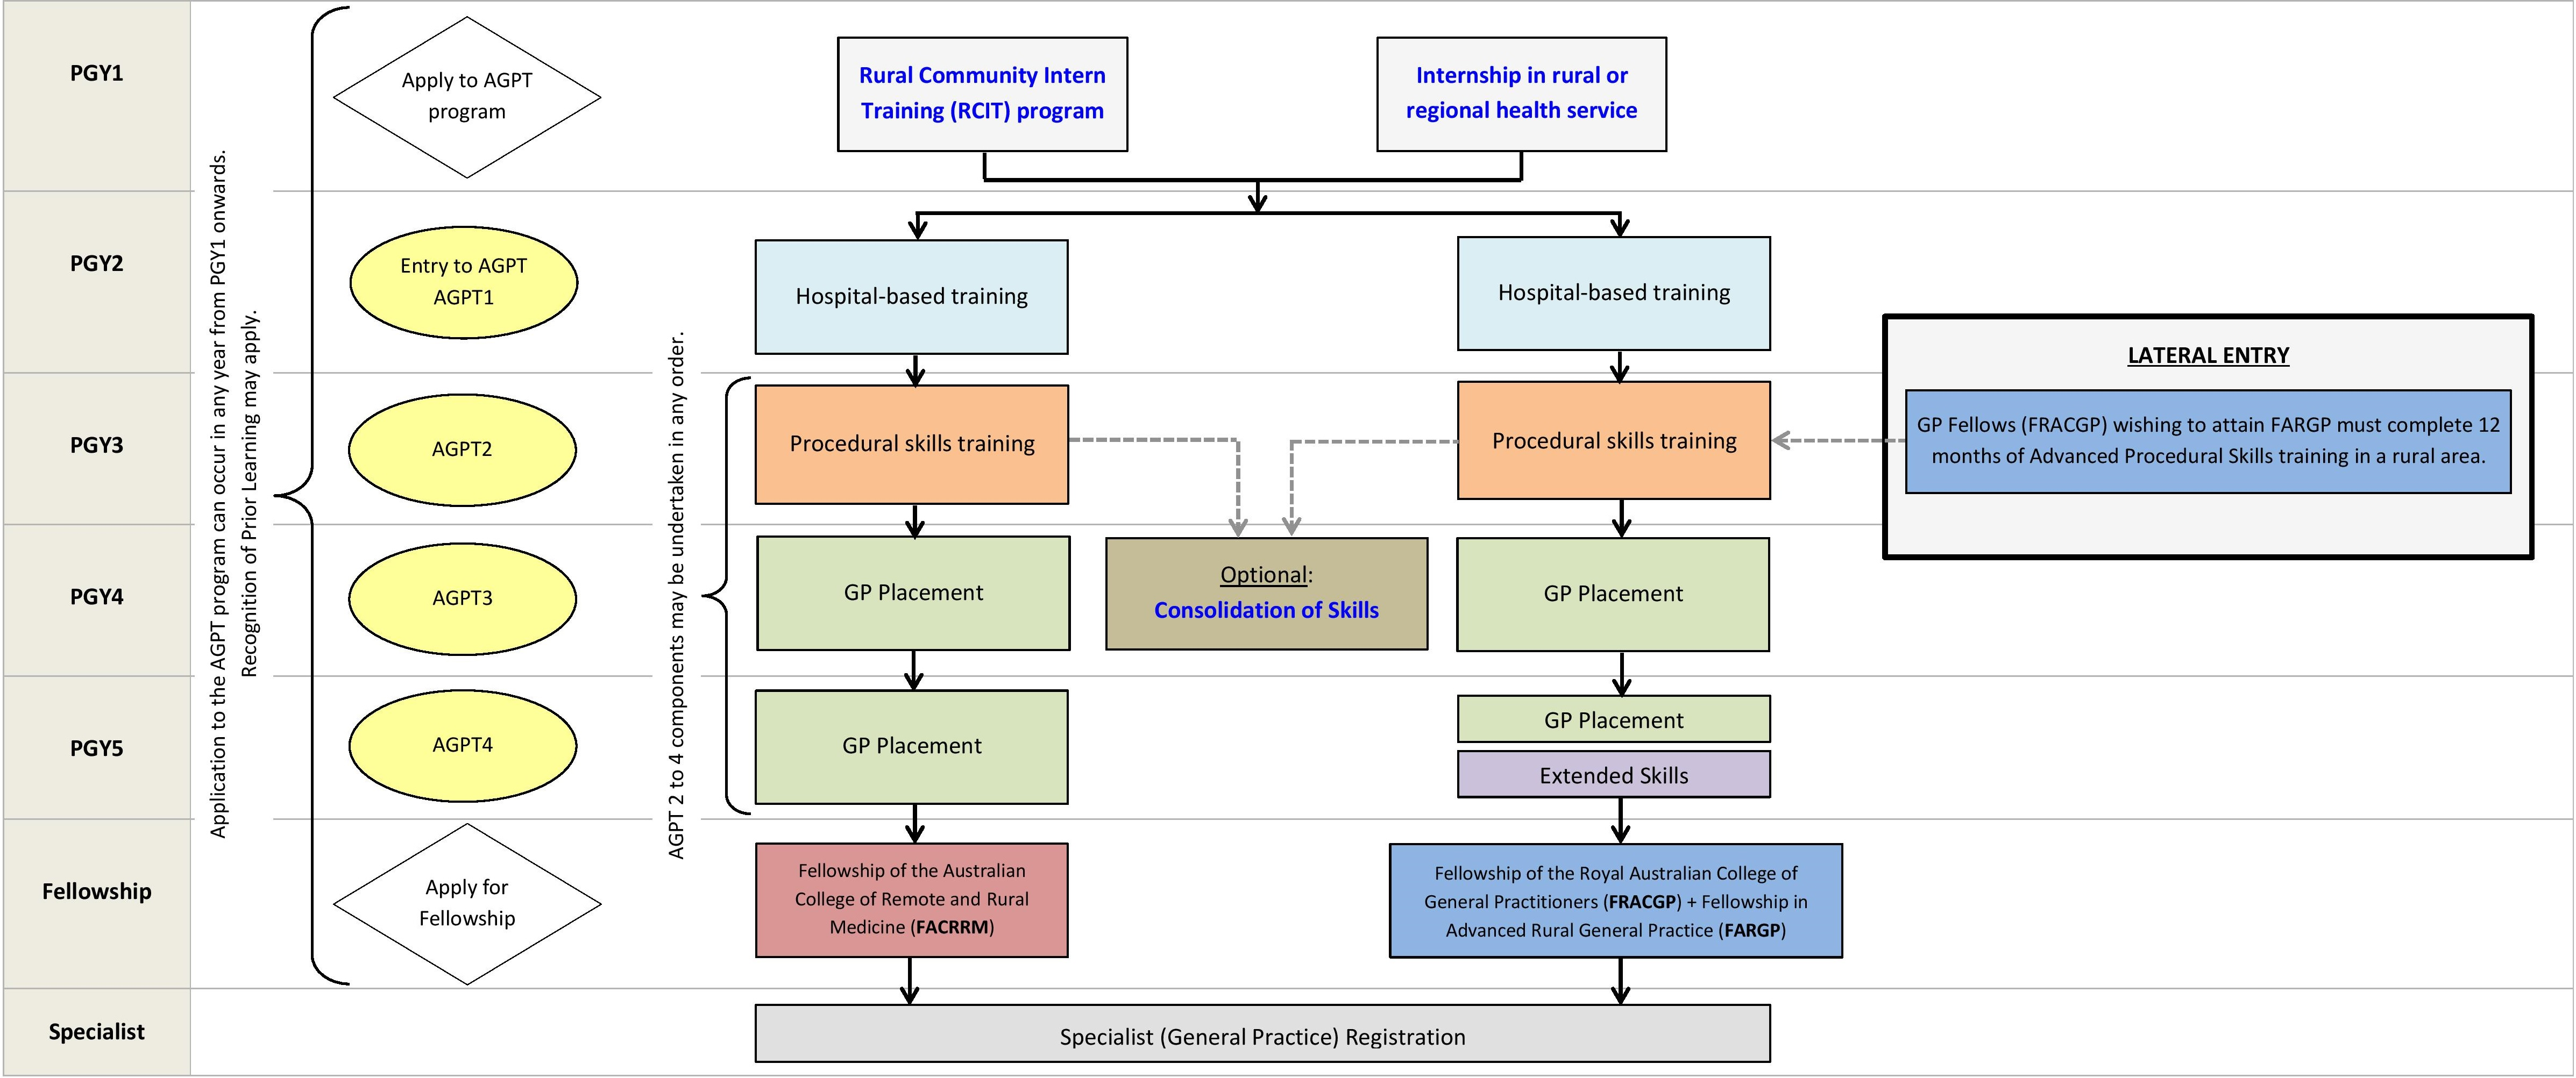 PGY1
Apply to AGPT
program
Rural Community Intern
Training (RCIT) program
Internship in rural or
regional health service
Application to the AGPT program can occur in any year from PGY1 onwards.
Recognition of Prior Learning may apply.
PGY2
Entry to AGPT
AGPT1
Hospital-based training
Hospital-based training
LATERAL ENTRY
GP Fellows (FRACGP) wishing to attain FARGP must complete 12
months of Advanced Procedural Skills training in a rural area.
AGPT 2 to 4 components may be undertaken in any order.
PGY3
AGPT2
Procedural skills training
Procedural skills training
PGY4
AGPT3
GP Placement
Optional:
Consolidation of Skills
GP Placement
PGY5
AGPT4
GP Placement
GP Placement
Extended Skills
Fellowship
Apply for
Fellowship
Fellowship of the Australian
College of Remote and Rural
Medicine (FACRRM)
Fellowship of the Royal Australian College of
General Practitioners (FRACGP) + Fellowship in
Advanced Rural General Practice (FARGP)
Specialist
Specialist (General Practice) Registration